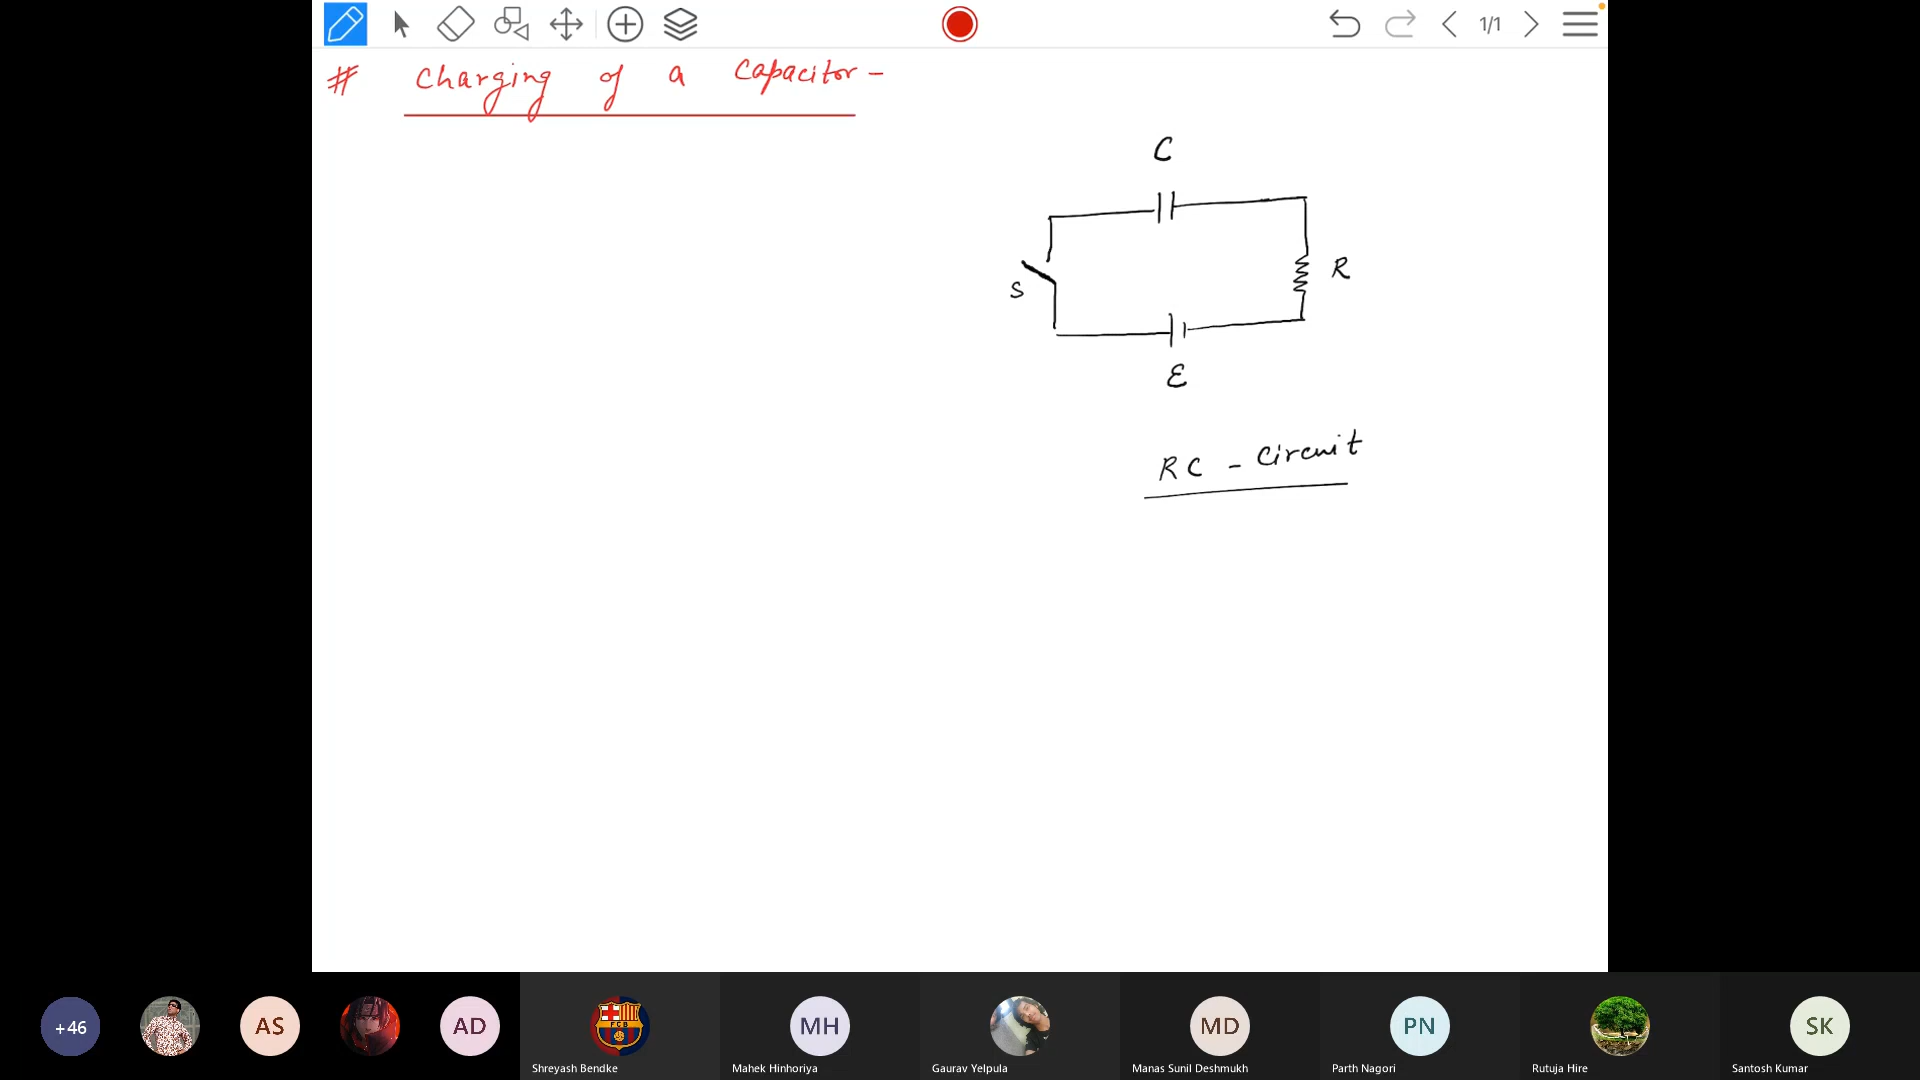 1/1
# Charging of a Capacitor -
C
S
R
ε
RC - Circuit
+46
AS
AD
FCB
MH
MD
PN
SK
Shreyash Bendke
Mahek Hinhoriya
Gaurav Yelpula
Manas Sunil Deshmukh
Parth Nagori
Rutuja Hire
Santosh Kumar